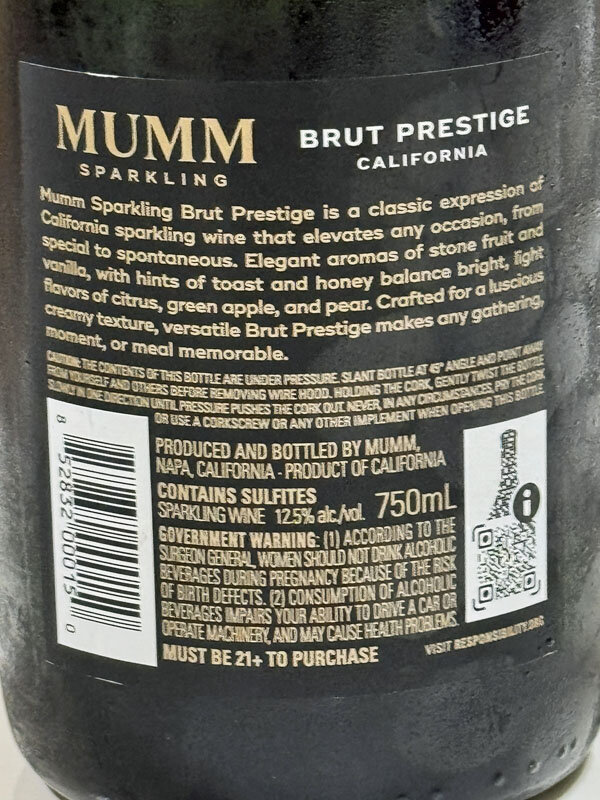 MUMM
SPARKLING
BRUT PRESTIGE
CALIFORNIA
Mumm Sparkling Brut Prestige is a classic expression of
California sparkling wine that elevates any occasion, from
special to spontaneous. Elegant aromas of stone fruit and
vanilla, with hints of toast and honey balance bright, light
flavors of citrus, green apple, and pear. Crafted for a luscious
creamy texture, versatile Brut Prestige makes any gathering,
moment, or meal memorable.
CAUTION: THE CONTENTS OF THIS BOTTLE ARE UNDER PRESSURE. SLANT BOTTLE AT 45° ANGLE AND POINT AWAY
FROM YOURSELF AND OTHERS BEFORE REMOVING WIRE HOOD. HOLDING THE CORK, GENTLY TWIST THE BOTTLE
SLOWLY IN ONE DIRECTION UNTIL PRESSURE PUSHES THE CORK OUT. NEVER, IN ANY CIRCUMSTANCES, PRY THE CORK
OR USE A CORKSCREW OR ANY OTHER IMPLEMENT WHEN OPENING THIS BOTTLE.
PRODUCED AND BOTTLED BY MUMM,
NAPA, CALIFORNIA - PRODUCT OF CALIFORNIA
CONTAINS SULFITES
SPARKLING WINE 12.5% alc./vol. 750mL
GOVERNMENT WARNING: (1) ACCORDING TO THE
SURGEON GENERAL, WOMEN SHOULD NOT DRINK ALCOHOLIC
BEVERAGES DURING PREGNANCY BECAUSE OF THE RISK
OF BIRTH DEFECTS. (2) CONSUMPTION OF ALCOHOLIC
BEVERAGES IMPAIRS YOUR ABILITY TO DRIVE A CAR OR
OPERATE MACHINERY, AND MAY CAUSE HEALTH PROBLEMS.
MUST BE 21+ TO PURCHASE
VISIT RESPONSIBILITY.ORG
8 52832 00015 0
i